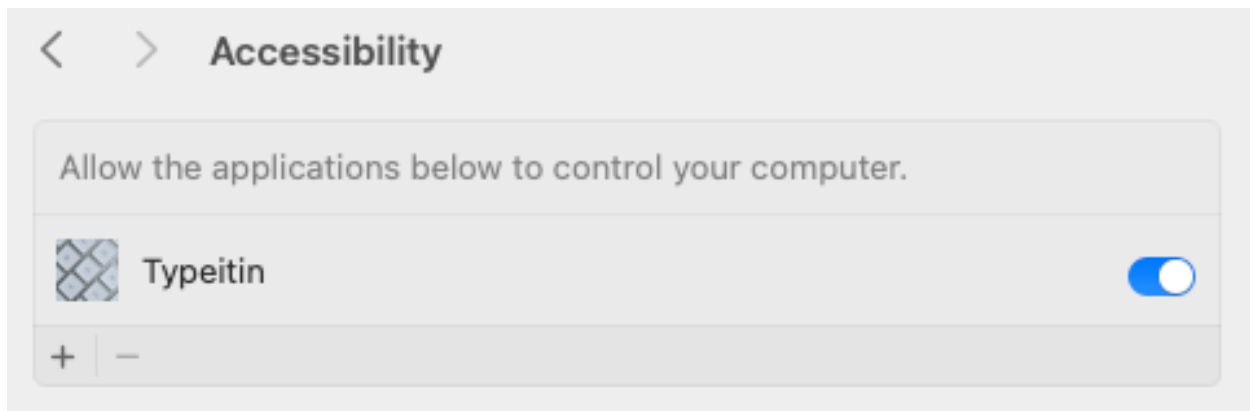 Accessibility
Allow the applications below to control your computer.
Typeitin